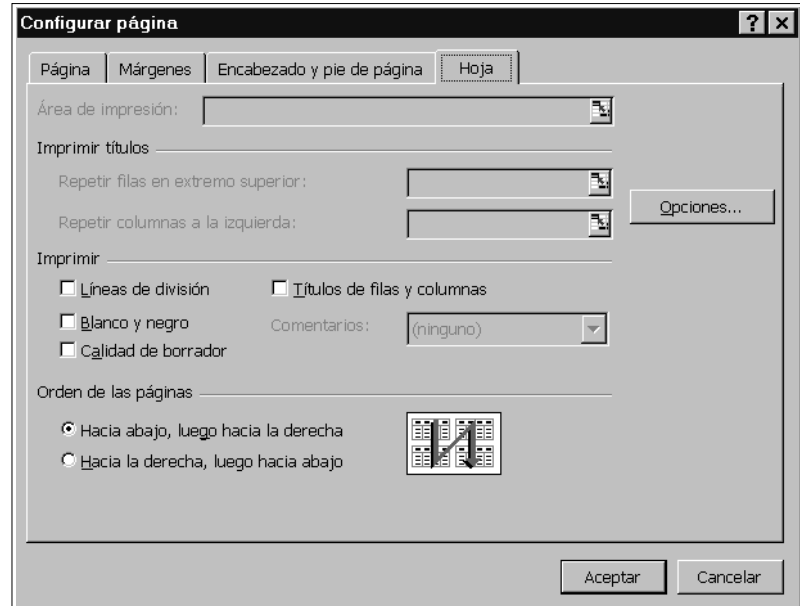 Configurar página
Página Márgenes Encabezado y pie de página Hoja
Área de impresión:
Imprimir títulos
Repetir filas en extremo superior:
Repetir columnas a la izquierda:
Opciones...
Imprimir
Líneas de división Títulos de filas y columnas
Blanco y negro Comentarios: (ninguno)
Calidad de borrador
Orden de las páginas
Hacia abajo, luego hacia la derecha
Hacia la derecha, luego hacia abajo
Aceptar Cancelar